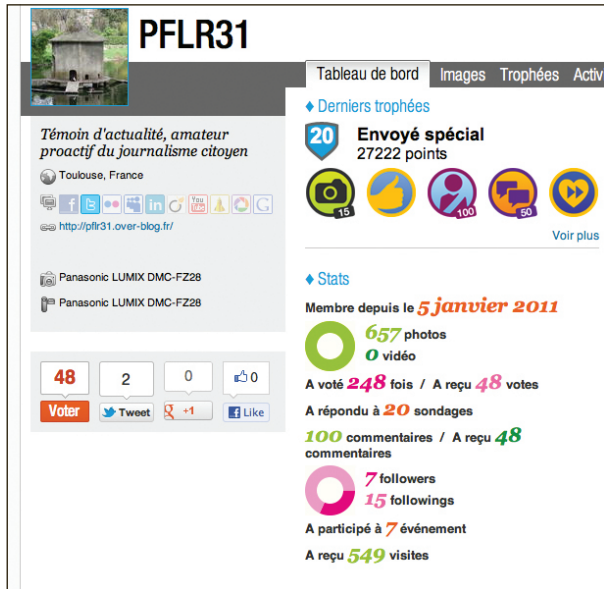 PFLR31
Tableau de bord Images Trophées Activi
Témoin d'actualité, amateur
proactif du journalisme citoyen
Toulouse, France
f t in You Tube G
http://pflr31.over-blog.fr/
Panasonic LUMIX DMC-FZ28
Panasonic LUMIX DMC-FZ28
48 2 0 0
Voter Tweet g +1 f Like
Derniers trophées
20 Envoyé spécial
27222 points
15 100 50
Voir plus
Stats
Membre depuis le 5 janvier 2011
657 photos
0 vidéo
A voté 248 fois / A reçu 48 votes
A répondu à 20 sondages
100 commentaires / A reçu 48
commentaires
7 followers
15 followings
A participé à 7 événement
A reçu 549 visites